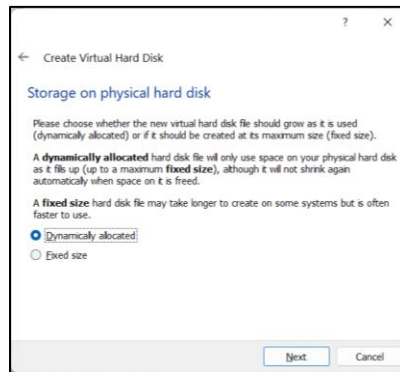 ? ×
← Create Virtual Hard Disk
Storage on physical hard disk
Please choose whether the new virtual hard disk file should grow as it is used
(dynamically allocated) or if it should be created at its maximum size (fixed size).
A dynamically allocated hard disk file will only use space on your physical hard disk
as it fills up (up to a maximum fixed size), although it will not shrink again
automatically when space on it is freed.
A fixed size hard disk file may take longer to create on some systems but is often
faster to use.
Dynamically allocated
Fixed size
Next Cancel